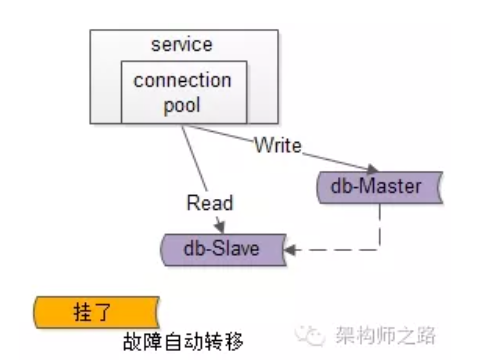 service
connection
pool
Write
db-Master
Read
db-Slave
挂了
故障自动转移
架构师之路